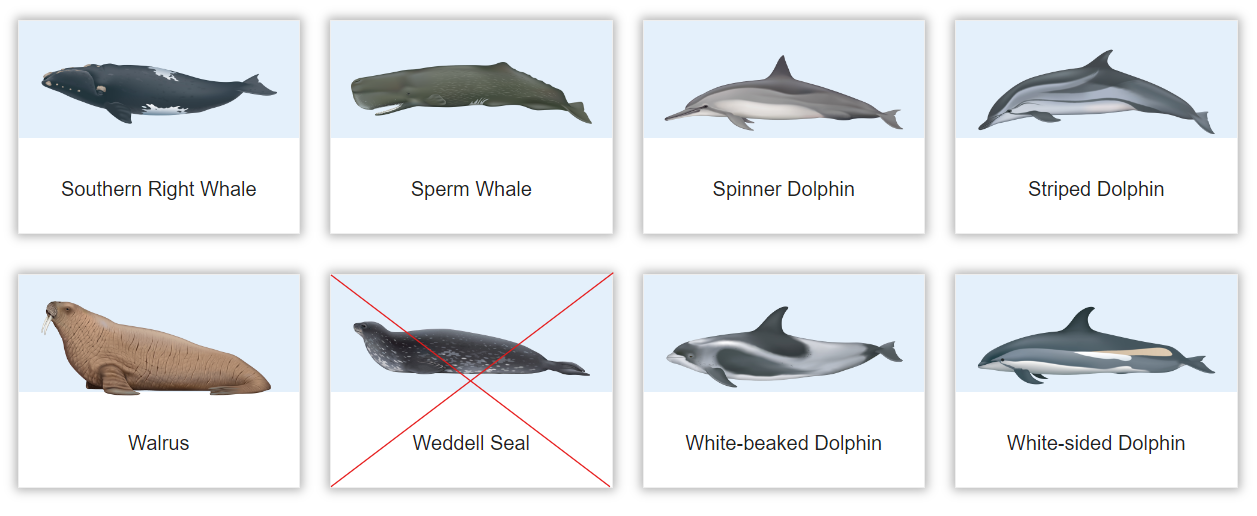 Southern Right Whale
Sperm Whale
Spinner Dolphin
Striped Dolphin
Walrus
Weddell Seal
White-beaked Dolphin
White-sided Dolphin